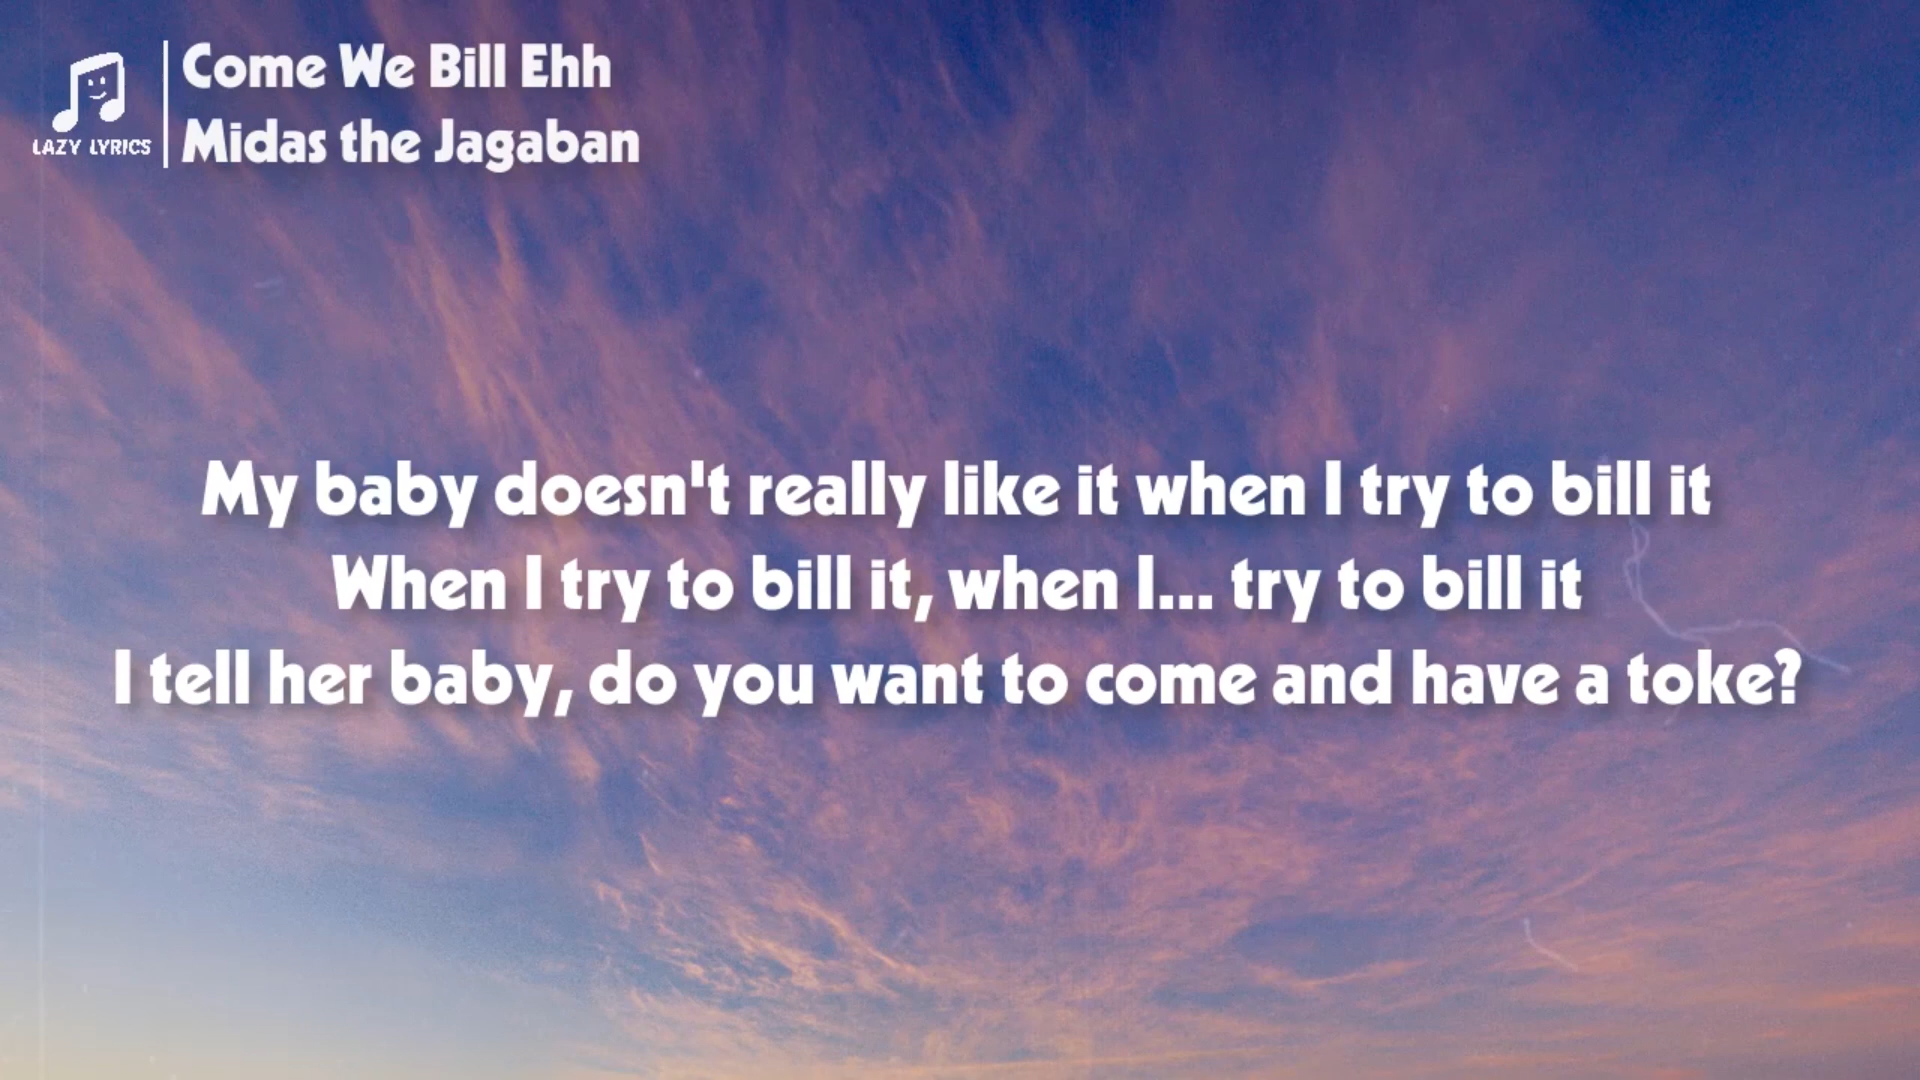 Come We Bill Ehh
LAZY LYRICS
Midas the Jagaban
My baby doesn't really like it when I try to bill it
When I try to bill it, when I... try to bill it
I tell her baby, do you want to come and have a toke?